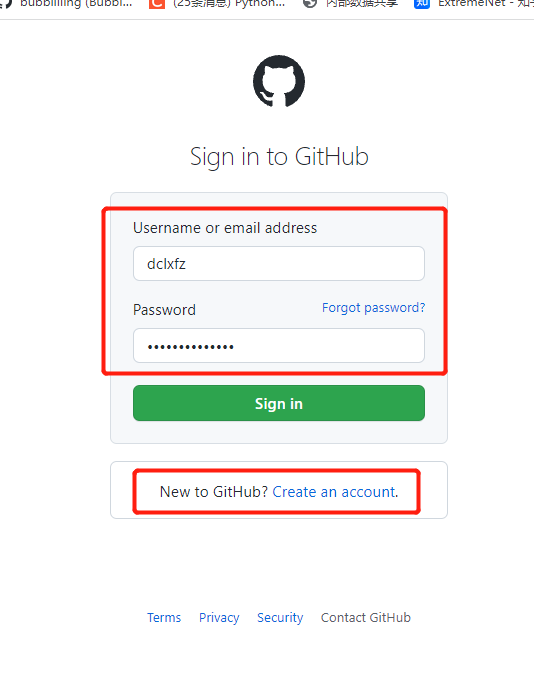 bubbliiiing (Bubbl... (25条消息) Python... 内部数据共享 知 ExtremeNet - 知乎
Sign in to GitHub
Username or email address
dclxfz
Password Forgot password?
••••••••••••••
Sign in
New to GitHub? Create an account.
Terms Privacy Security Contact GitHub